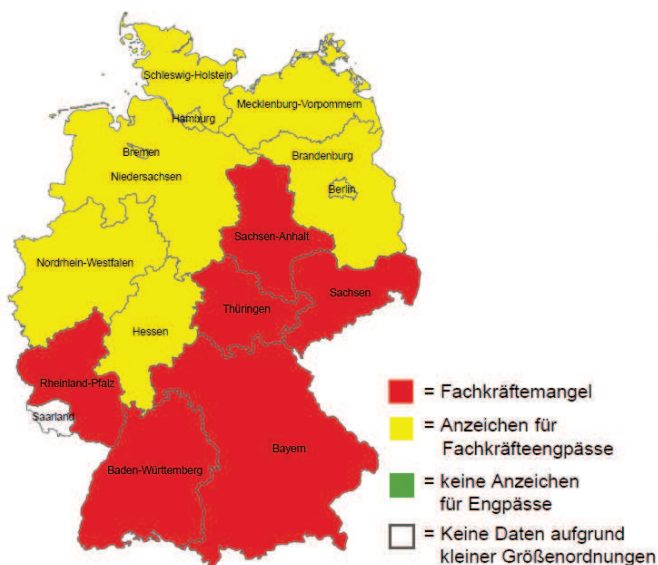 Schleswig-Holstein
Mecklenburg-Vorpommern
Hamburg
Bremen
Brandenburg
Niedersachsen
Berlin
Sachsen-Anhalt
Nordrhein-Westfalen
Sachsen
Thüringen
Hessen
Rheinland-Pfalz
Saarland
Bayern
Baden-Württemberg
= Fachkräftemangel
= Anzeichen für
Fachkräfteengpässe
= keine Anzeichen
für Engpässe
= Keine Daten aufgrund
kleiner Größenordnungen